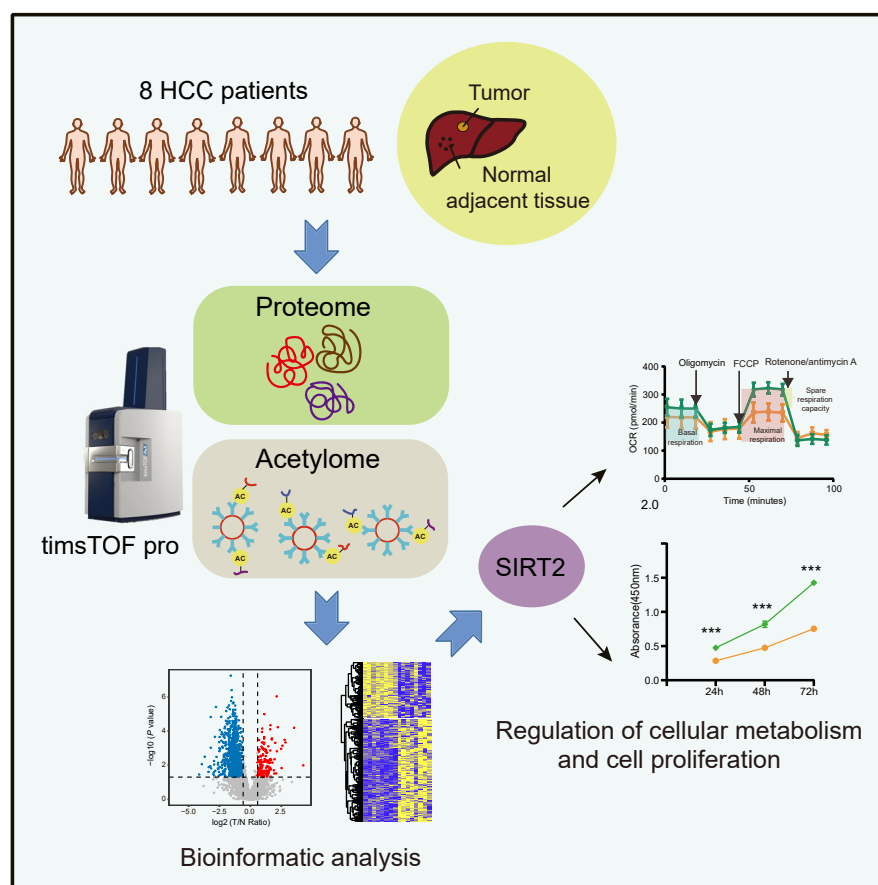 8 HCC patients
Tumor
Normal
adjacent tissue
Proteome
Acetylome
AC
AC
AC
AC
AC
AC
timsTOF pro
SIRT2
Oligomycin
FCCP
Rotenone/antimycin A
400
300
200
100
0
OCR (pmol/min)
Basal
respiration
Maximal
respiration
Spare
respiration
capacity
0
50
100
Time (minutes)
2.0
1.5
1.0
0.5
0.0
Absorance(450nm)
***
***
***
24h
48h
72h
Regulation of cellular metabolism
and cell proliferation
6
4
2
0
−log10 (P value)
−5.0
−2.5
0.0
2.5
log2 (T/N Ratio)
Bioinformatic analysis